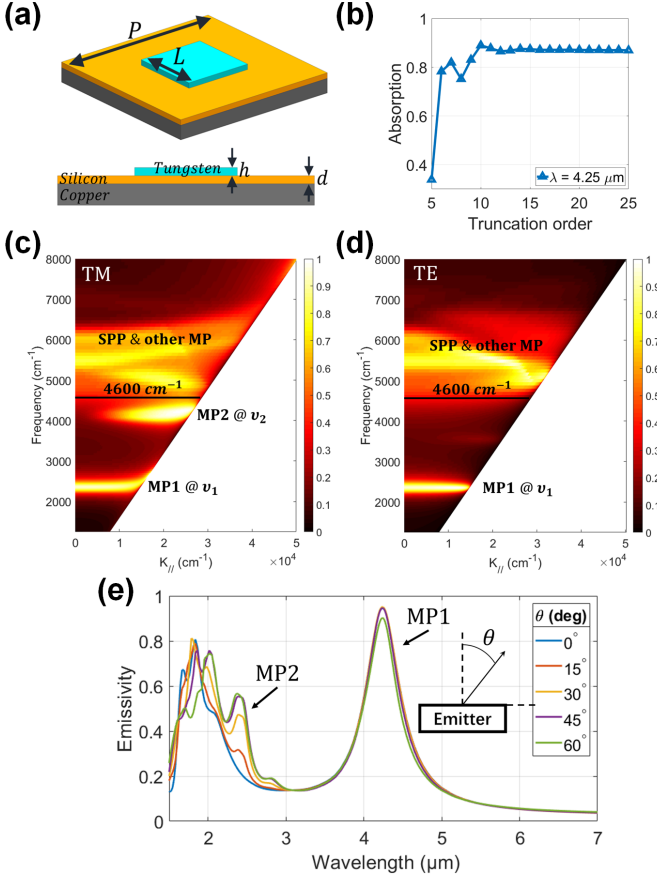 (a)
P
L
Tungsten
h
Silicon
d
Copper
(b)
Absorption
1
0.8
0.6
0.4
5 10 15 20 25
λ = 4.25 μm
Truncation order
(c)
TM
Frequency (cm⁻¹)
8000
7000
6000
5000
4000
3000
2000
SPP & other MP
4600 cm⁻¹
MP2 @ υ₂
MP1 @ υ₁
0 1 2 3 4 5
K// (cm⁻¹)
×10⁴
1
0.9
0.8
0.7
0.6
0.5
0.4
0.3
0.2
0.1
0
(d)
TE
Frequency (cm⁻¹)
8000
7000
6000
5000
4000
3000
2000
SPP & other MP
4600 cm⁻¹
MP1 @ υ₁
0 1 2 3 4 5
K// (cm⁻¹)
×10⁴
1
0.9
0.8
0.7
0.6
0.5
0.4
0.3
0.2
0.1
0
(e)
Emissivity
1
0.8
0.6
0.4
0.2
0
MP2
MP1
θ
Emitter
θ (deg)
0°
15°
30°
45°
60°
2 3 4 5 6 7
Wavelength (μm)